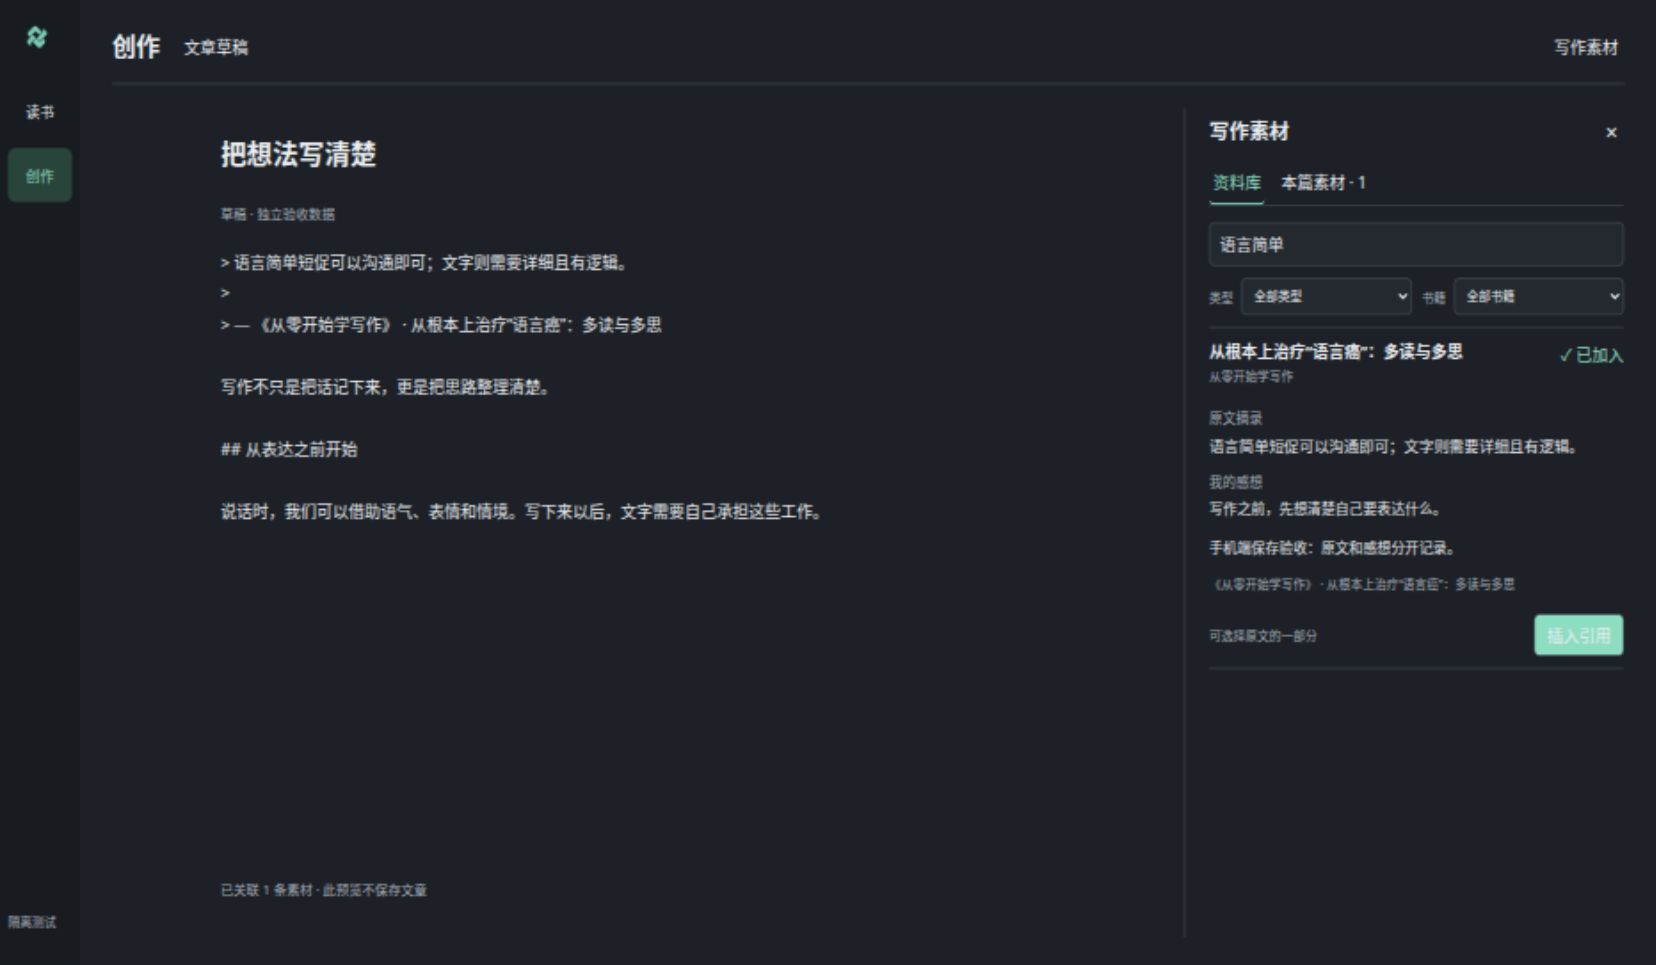 读书
创作
隔离测试
创作 文章草稿
写作素材
把想法写清楚
草稿 · 独立验收数据
> 语言简单短促可以沟通即可；文字则需要详细且有逻辑。
>
> — 《从零开始学写作》 · 从根本上治疗“语言癌”：多读与多思
写作不只是把话记下来，更是把思路整理清楚。
## 从表达之前开始
说话时，我们可以借助语气、表情和情境。写下来以后，文字需要自己承担这些工作。
已关联 1 条素材 · 此预览不保存文章
写作素材 ×
资料库 本篇素材 · 1
语言简单
类型 全部类型 书籍 全部书籍
从根本上治疗“语言癌”：多读与多思 ✓ 已加入
从零开始学写作
原文摘录
语言简单短促可以沟通即可；文字则需要详细且有逻辑。
我的感想
写作之前，先想清楚自己要表达什么。
手机端保存验收：原文和感想分开记录。
《从零开始学写作》 · 从根本上治疗“语言癌”：多读与多思
可选择原文的一部分 插入引用